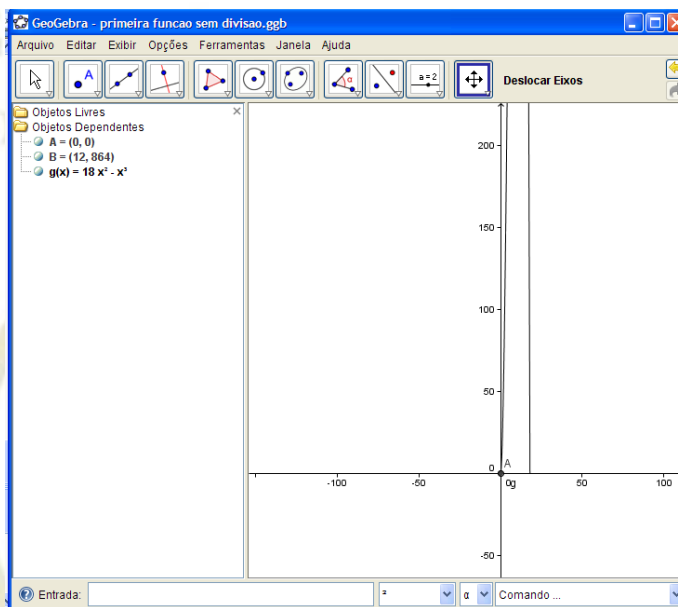 GeoGebra - primeira funcao sem divisao.ggb
Arquivo Editar Exibir Opções Ferramentas Janela Ajuda
A α a = 2 Deslocar Eixos
Objetos Livres
Objetos Dependentes
A = (0, 0)
B = (12, 864)
g(x) = 18 x² - x³
200
150
100
50
0 A
-100 -50 0g 50 100
-50
Entrada: ² α Comando ...